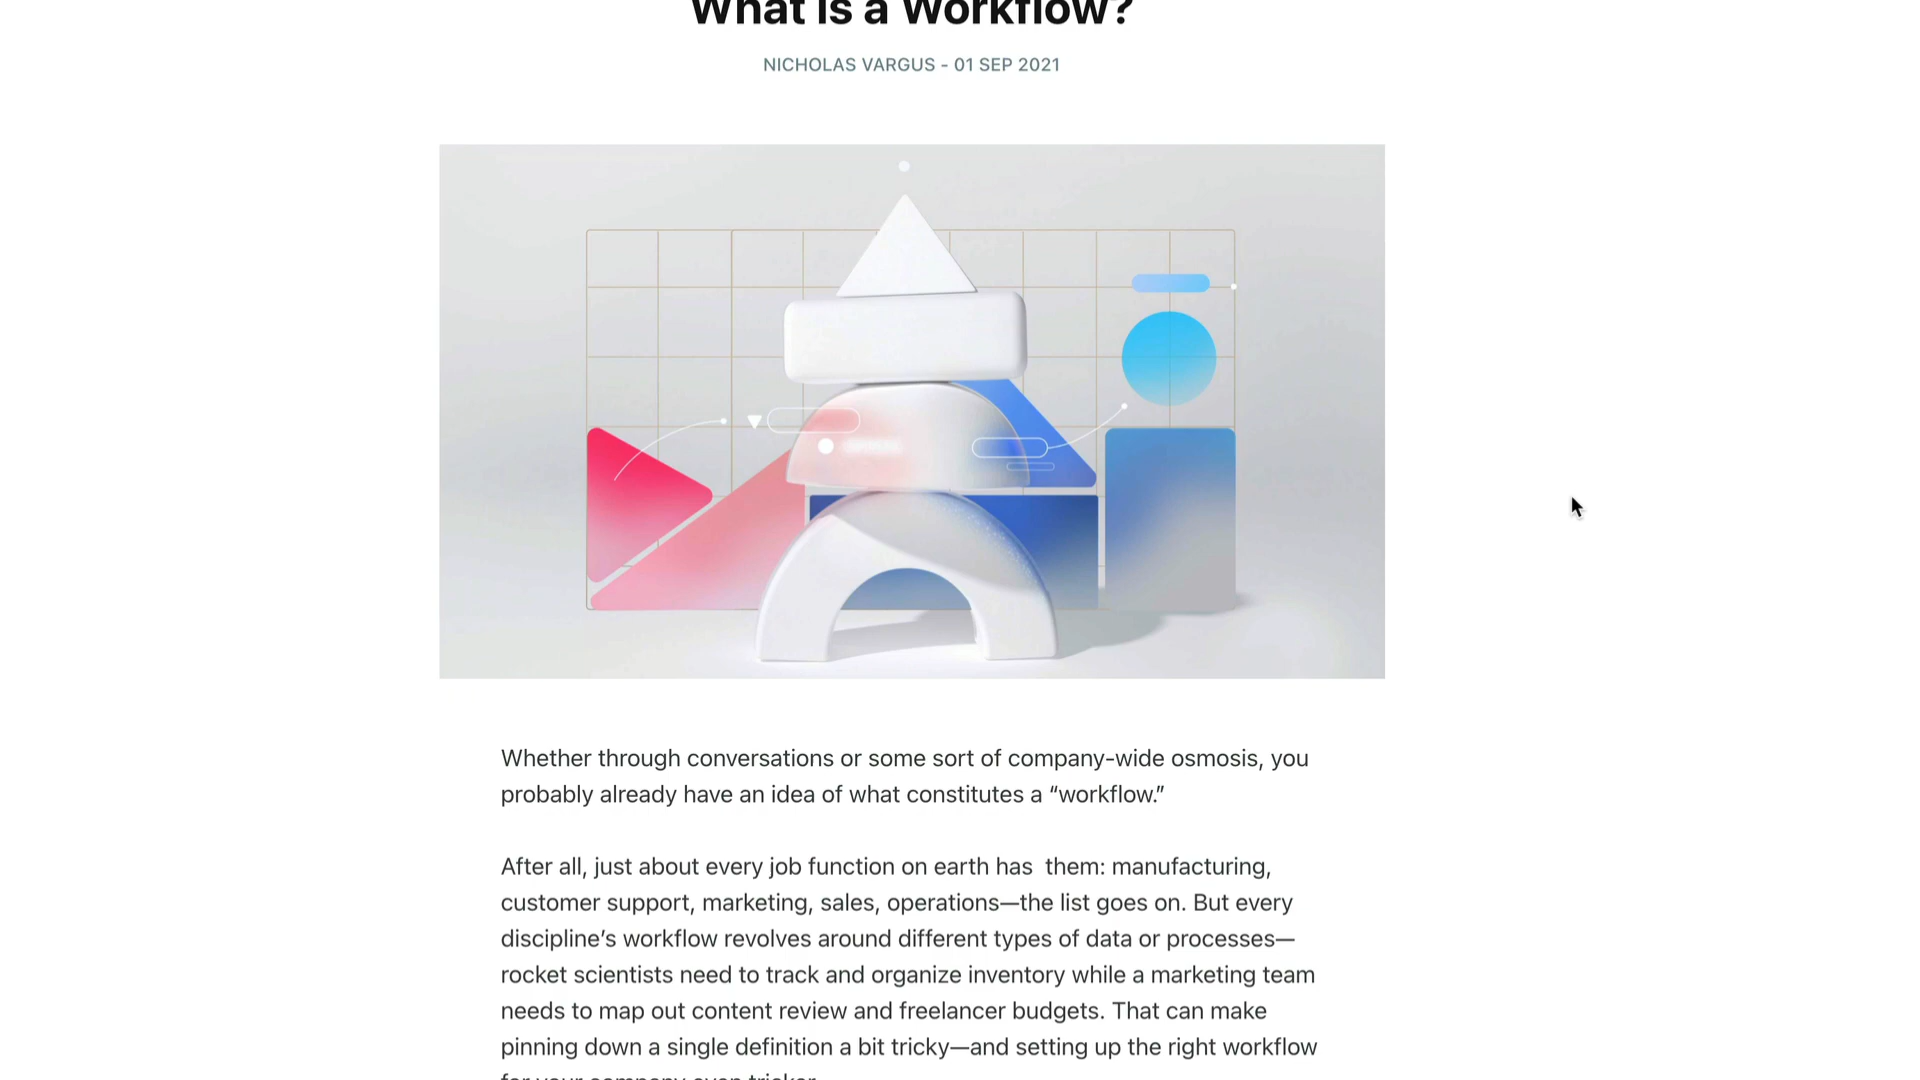 What is a Workflow?
NICHOLAS VARGUS - 01 SEP 2021
Whether through conversations or some sort of company-wide osmosis, you
probably already have an idea of what constitutes a “workflow.”
After all, just about every job function on earth has  them: manufacturing,
customer support, marketing, sales, operations—the list goes on. But every
discipline’s workflow revolves around different types of data or processes—
rocket scientists need to track and organize inventory while a marketing team
needs to map out content review and freelancer budgets. That can make
pinning down a single definition a bit tricky—and setting up the right workflow
for your company even tricker.